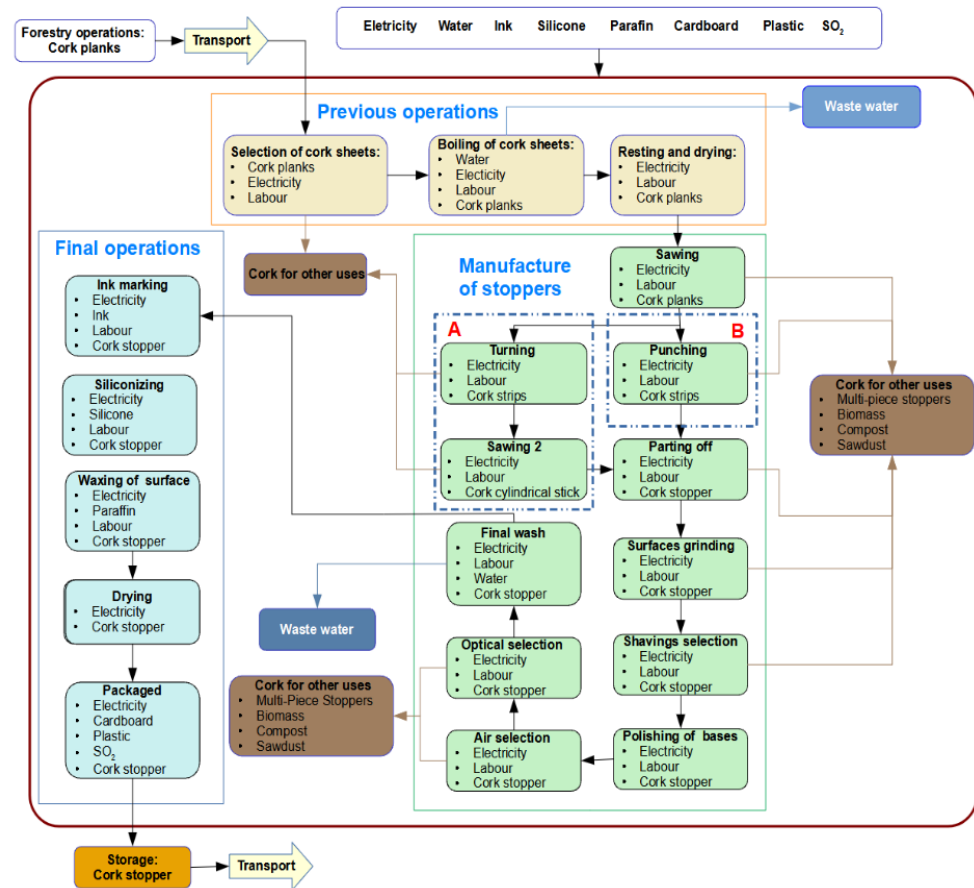 Forestry operations:
Cork planks
Transport
Eletricity Water Ink Silicone Parafin Cardboard Plastic SO₂
Previous operations
Waste water
Selection of cork sheets:
• Cork planks
• Electricity
• Labour
Boiling of cork sheets:
• Water
• Electicity
• Labour
• Cork planks
Resting and drying:
• Electricity
• Labour
• Cork planks
Final operations
Cork for other uses
Manufacture
of stoppers
Sawing
• Electricity
• Labour
• Cork planks
Ink marking
• Electricity
• Ink
• Labour
• Cork stopper
A
Turning
• Electricity
• Labour
• Cork strips
B
Punching
• Electricity
• Labour
• Cork strips
Cork for other uses
• Multi-piece stoppers
• Biomass
• Compost
• Sawdust
Siliconizing
• Electricity
• Silicone
• Labour
• Cork stopper
Sawing 2
• Electricity
• Labour
• Cork cylindrical stick
Parting off
• Electricity
• Labour
• Cork stopper
Waxing of surface
• Electricity
• Paraffin
• Labour
• Cork stopper
Final wash
• Electricity
• Labour
• Water
• Cork stopper
Surfaces grinding
• Electricity
• Labour
• Cork stopper
Drying
• Electricity
• Cork stopper
Waste water
Optical selection
• Electricity
• Labour
• Cork stopper
Shavings selection
• Electricity
• Labour
• Cork stopper
Packaged
• Electricity
• Cardboard
• Plastic
• SO₂
• Cork stopper
Cork for other uses
• Multi-Piece Stoppers
• Biomass
• Compost
• Sawdust
Air selection
• Electricity
• Labour
• Cork stopper
Polishing of bases
• Electricity
• Labour
• Cork stopper
Storage:
Cork stopper
Transport